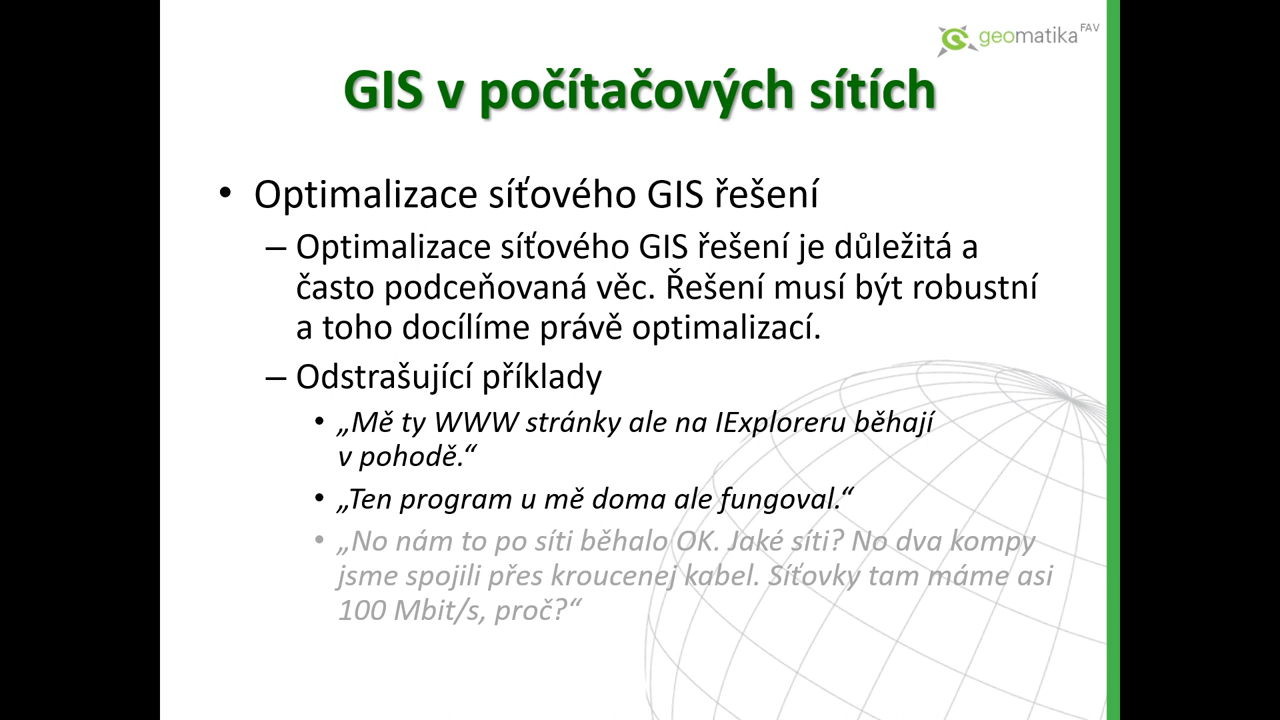 geomatika FAV
GIS v počítačových sítích
• Optimalizace síťového GIS řešení
– Optimalizace síťového GIS řešení je důležitá a
často podceňovaná věc. Řešení musí být robustní
a toho docílíme právě optimalizací.
– Odstrašující příklady
• „Mě ty WWW stránky ale na IExploreru běhají
v pohodě.“
• „Ten program u mě doma ale fungoval.“
• „No nám to po síti běhalo OK. Jaké síti? No dva kompy
jsme spojili přes kroucenej kabel. Síťovky tam máme asi
100 Mbit/s, proč?“